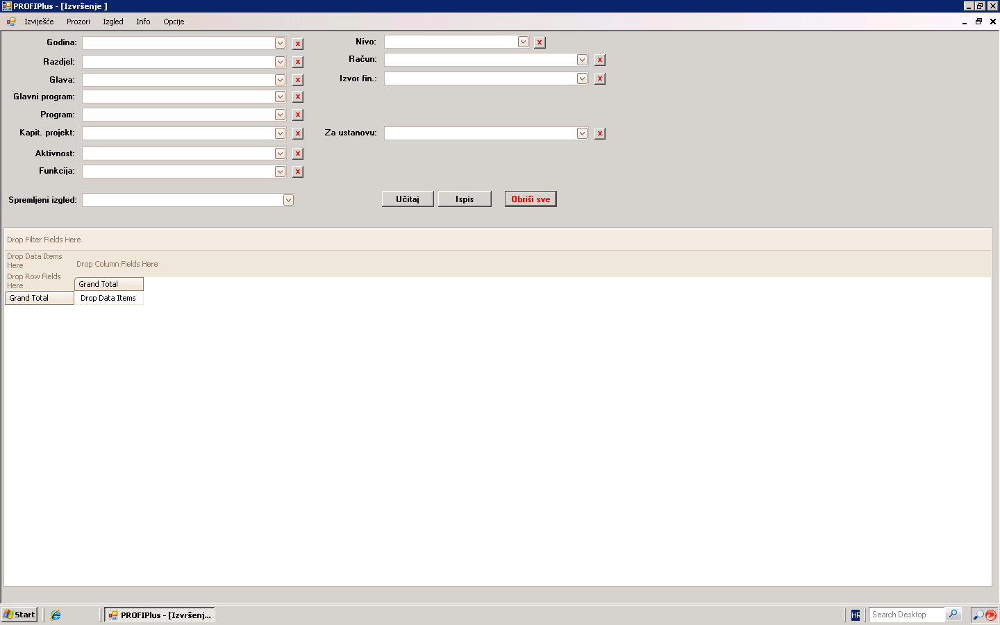 PROFIPlus - [Izvršenje ]
Izviješće Prozori Izgled Info Opcije
Godina: x Nivo: x
Razdjel: x Račun: x
Glava: x Izvor fin.: x
Glavni program: x
Program: x
Kapit. projekt: x Za ustanovu: x
Aktivnost: x
Funkcija: x
Spremljeni izgled: Učitaj Ispis Obriši sve
Drop Filter Fields Here
Drop Data Items
Here
Drop Column Fields Here
Drop Row Fields
Here
Grand Total
Grand Total Drop Data Items
Start PROFIPlus - [Izvršenj... HR Search Desktop